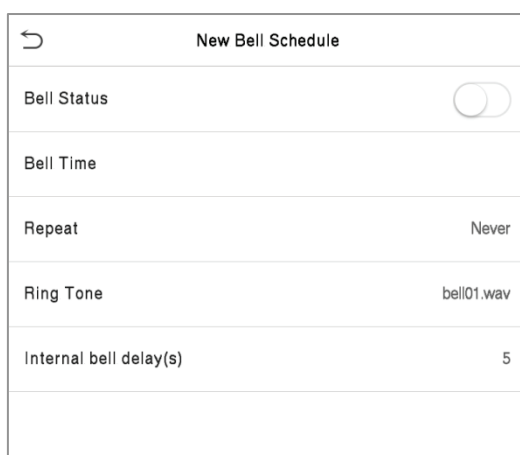 New Bell Schedule
Bell Status
Bell Time
Repeat Never
Ring Tone bell01.wav
Internal bell delay(s) 5